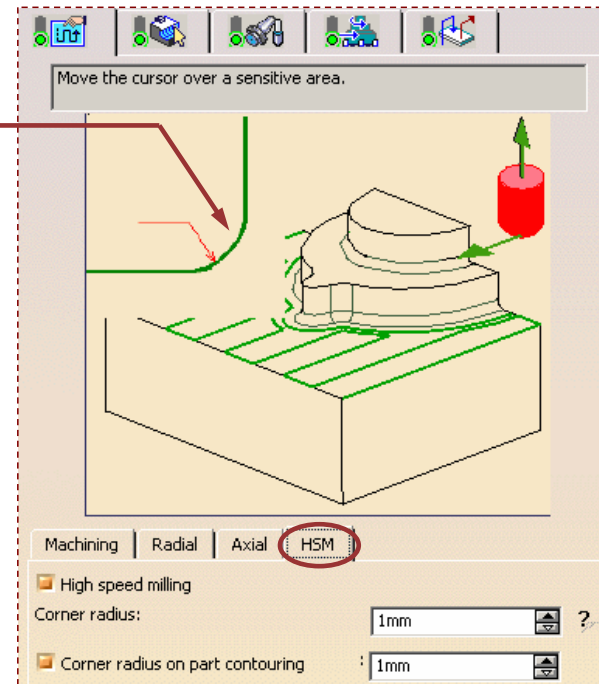 Move the cursor over a sensitive area.
Machining Radial Axial HSM
High speed milling
Corner radius: 1mm ?
Corner radius on part contouring : 1mm